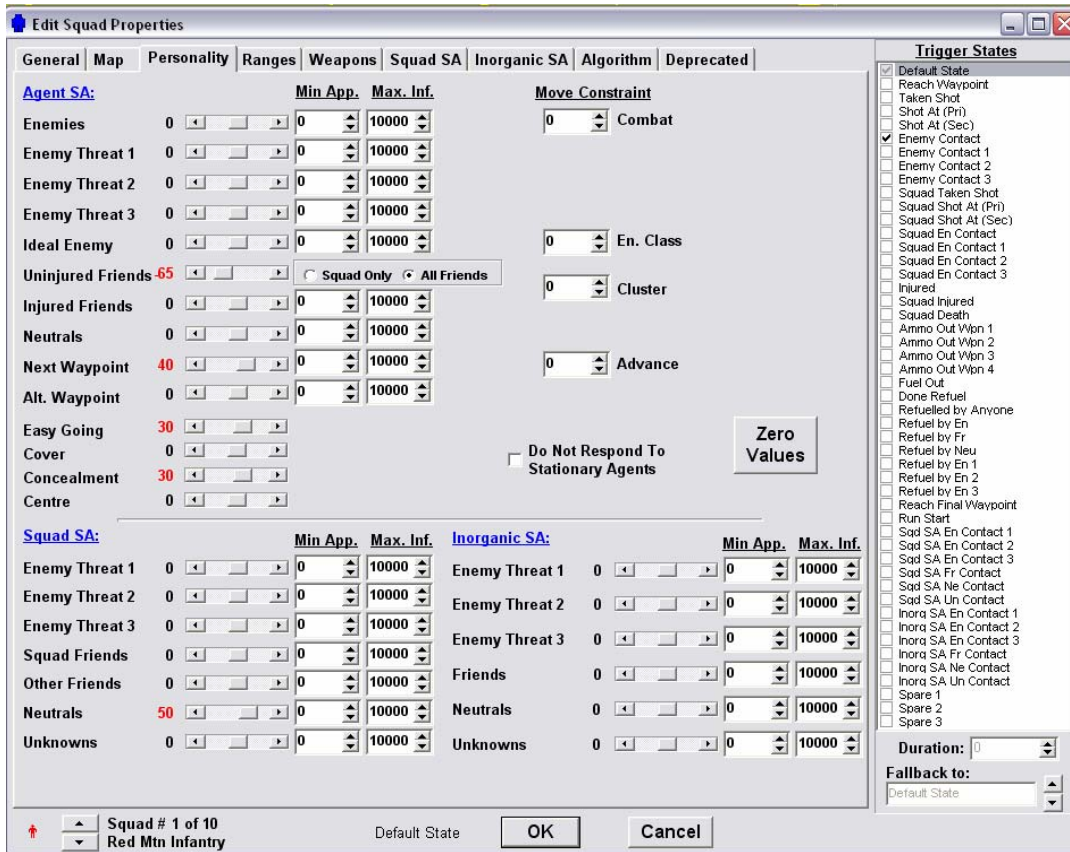 Edit Squad Properties
General Map Personality Ranges Weapons Squad SA Inorganic SA Algorithm Deprecated
Agent SA: Min App. Max. Inf. Move Constraint
Enemies 0 0 10000 0 Combat
Enemy Threat 1 0 0 10000
Enemy Threat 2 0 0 10000
Enemy Threat 3 0 0 10000
Ideal Enemy 0 0 10000 0 En. Class
Uninjured Friends -65 Squad Only All Friends
0 Cluster
Injured Friends 0 0 10000
Neutrals 0 0 10000
Next Waypoint 40 0 10000 0 Advance
Alt. Waypoint 0 0 10000
Easy Going 30
Cover 0
Concealment 30
Centre 0
Do Not Respond To
Stationary Agents
Zero
Values
Squad SA: Min App. Max. Inf.
Enemy Threat 1 0 0 10000
Enemy Threat 2 0 0 10000
Enemy Threat 3 0 0 10000
Squad Friends 0 0 10000
Other Friends 0 0 10000
Neutrals 50 0 10000
Unknowns 0 0 10000
Inorganic SA: Min App. Max. Inf.
Enemy Threat 1 0 0 10000
Enemy Threat 2 0 0 10000
Enemy Threat 3 0 0 10000
Friends 0 0 10000
Neutrals 0 0 10000
Unknowns 0 0 10000
Trigger States
Default State
Reach Waypoint
Taken Shot
Shot At (Pri)
Shot At (Sec)
Enemy Contact
Enemy Contact 1
Enemy Contact 2
Enemy Contact 3
Squad Taken Shot
Squad Shot At (Pri)
Squad Shot At (Sec)
Squad En Contact
Squad En Contact 1
Squad En Contact 2
Squad En Contact 3
Injured
Squad Injured
Squad Death
Ammo Out Wpn 1
Ammo Out Wpn 2
Ammo Out Wpn 3
Ammo Out Wpn 4
Fuel Out
Done Refuel
Refuelled by Anyone
Refuel by En
Refuel by Fr
Refuel by Neu
Refuel by En 1
Refuel by En 2
Refuel by En 3
Reach Final Waypoint
Run Start
Sqd SA En Contact 1
Sqd SA En Contact 2
Sqd SA En Contact 3
Sqd SA Fr Contact
Sqd SA Ne Contact
Sqd SA Un Contact
Inorg SA En Contact 1
Inorg SA En Contact 2
Inorg SA En Contact 3
Inorg SA Fr Contact
Inorg SA Ne Contact
Inorg SA Un Contact
Spare 1
Spare 2
Spare 3
Duration: 0
Fallback to:
Default State
Squad # 1 of 10
Red Mtn Infantry
Default State OK Cancel